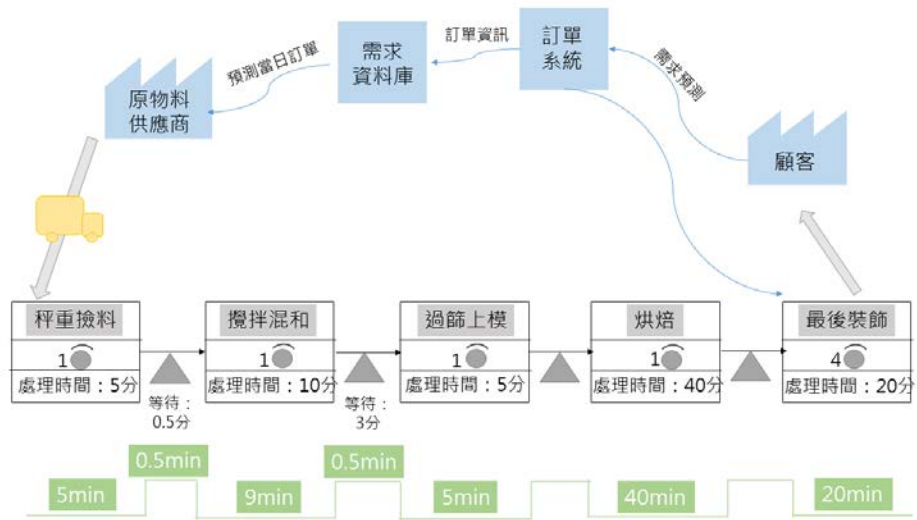 需求預測
訂單
系統
訂單資訊
需求
資料庫
預測當日訂單
原物料
供應商
顧客
秤重撿料
1
處理時間：5分
等待：
0.5分
攪拌混和
1
處理時間：10分
等待：
3分
過篩上模
1
處理時間：5分
烘焙
1
處理時間：40分
最後裝飾
4
處理時間：20分
5min
0.5min
9min
0.5min
5min
40min
20min